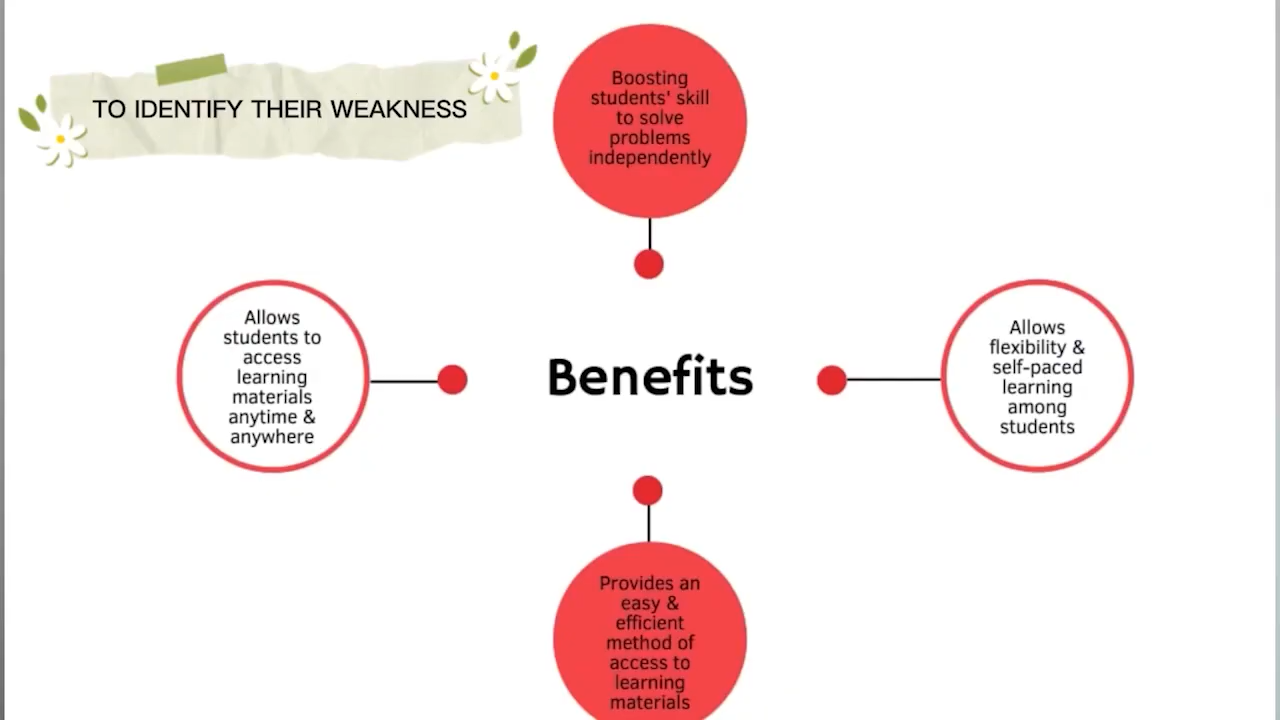 TO IDENTIFY THEIR WEAKNESS
Boosting
students' skill
to solve
problems
independently
Allows
students to
access
learning
materials
anytime &
anywhere
Benefits
Allows
flexibility &
self-paced
learning
among
students
Provides an
easy &
efficient
method of
access to
learning
materials